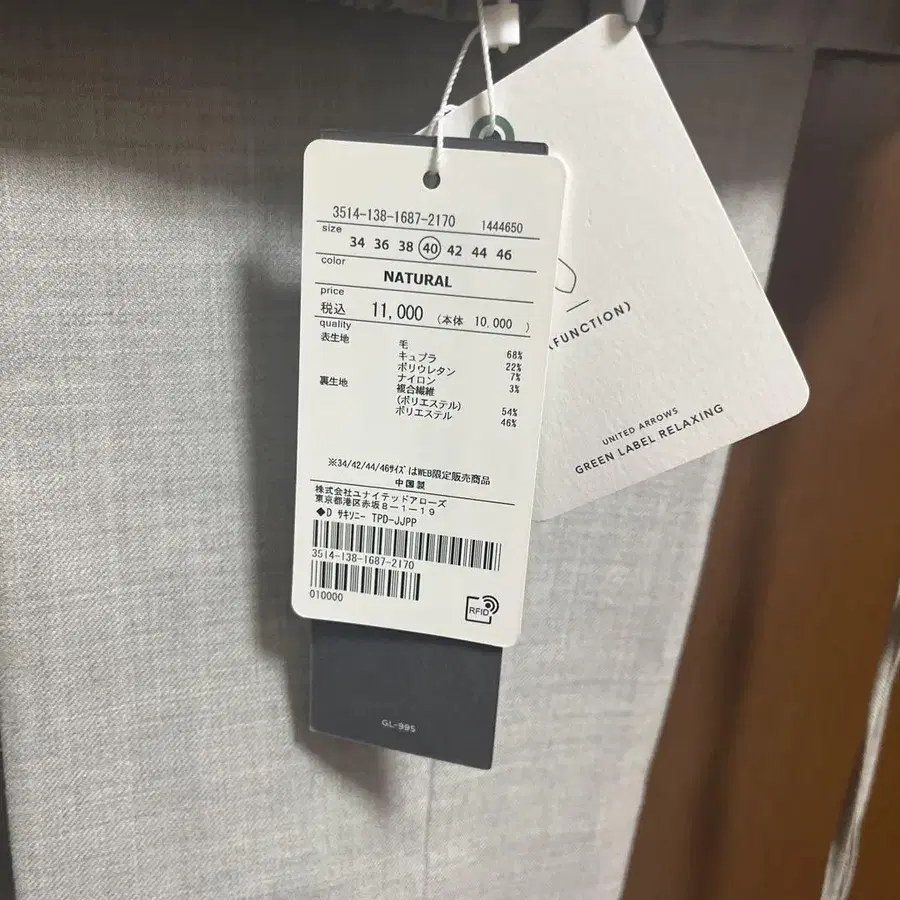 3514-138-1687-2170 1444650
size
34 36 38 40 42 44 46
color
NATURAL
price
税込 11,000 (本体 10,000 )
quality
表生地 毛 68%
キュプラ 22%
ポリウレタン 7%
ナイロン 3%
裏生地 複合繊維
(ポリエステル) 54%
ポリエステル 46%
※34/42/44/46サイズはWEB限定販売商品
中国製
株式会社ユナイテッドアローズ
東京都港区赤坂8-1-19
◆D サキソニー TPD-JJPP
3514-138-1687-2170
010000
RFID
GL-995
FUNCTION)
UNITED ARROWS
GREEN LABEL RELAXING